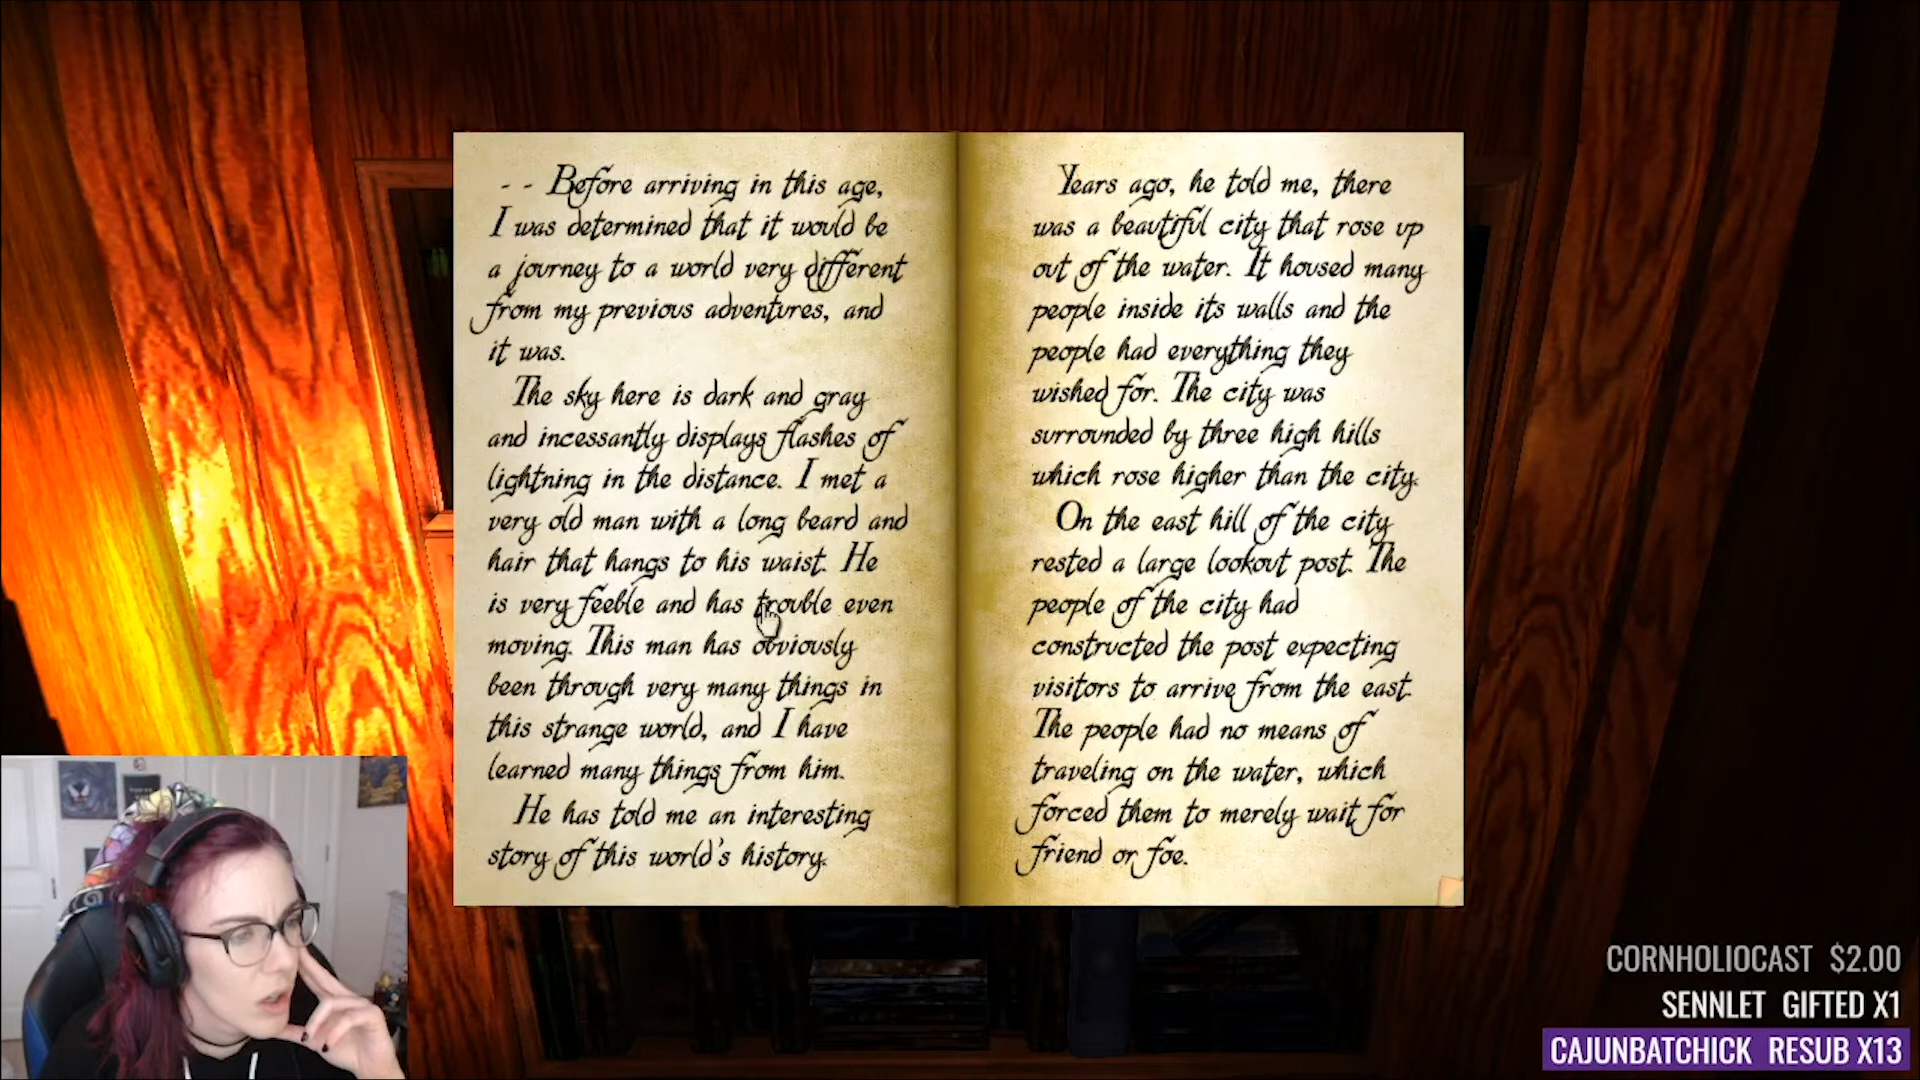 - - Before arriving in this age,
I was determined that it would be
a journey to a world very different
from my previous adventures, and
it was.
The sky here is dark and gray
and incessantly displays flashes of
lightning in the distance. I met a
very old man with a long beard and
hair that hangs to his waist. He
is very feeble and has trouble even
moving. This man has obviously
been through very many things in
this strange world, and I have
learned many things from him.
He has told me an interesting
story of this world's history.
Years ago, he told me, there
was a beautiful city that rose up
out of the water. It housed many
people inside its walls and the
people had everything they
wished for. The city was
surrounded by three high hills
which rose higher than the city.
On the east hill of the city
rested a large lookout post. The
people of the city had
constructed the post expecting
visitors to arrive from the east.
The people had no means of
traveling on the water, which
forced them to merely wait for
friend or foe.
CORNHOLIOCAST $2.00
SENNLET GIFTED X1
CAJUNBATCHICK RESUB X13